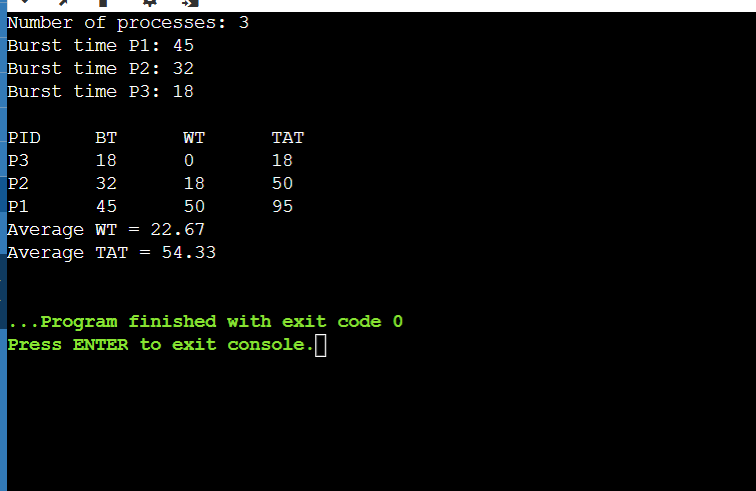 Number of processes: 3
Burst time P1: 45
Burst time P2: 32
Burst time P3: 18
PID BT WT TAT
P3 18 0 18
P2 32 18 50
P1 45 50 95
Average WT = 22.67
Average TAT = 54.33
...Program finished with exit code 0
Press ENTER to exit console.